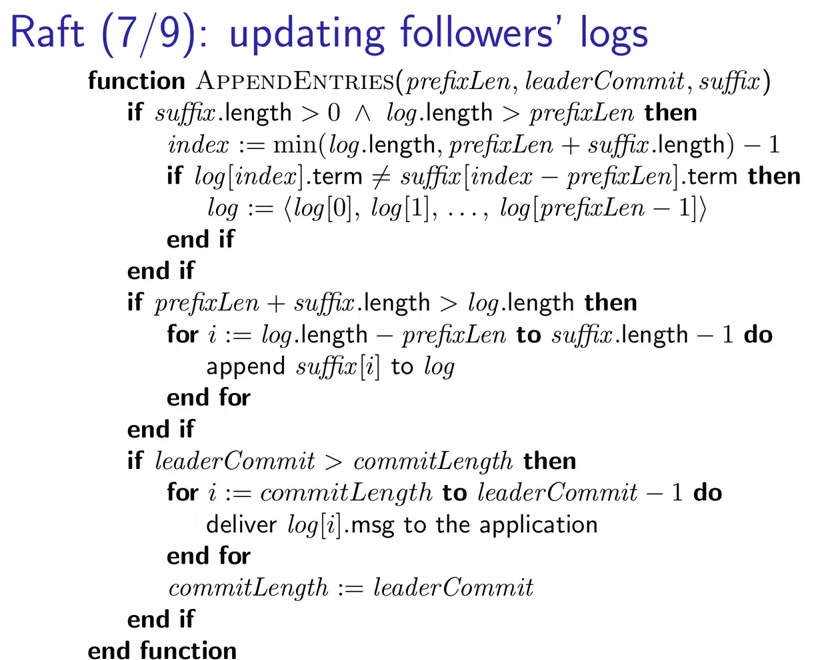 Raft (7/9): updating followers' logs
function APPENDENTRIES(prefixLen, leaderCommit, suffix)
if suffix.length > 0 ∧ log.length > prefixLen then
index := min(log.length, prefixLen + suffix.length) − 1
if log[index].term ≠ suffix[index − prefixLen].term then
log := ⟨log[0], log[1], . . . , log[prefixLen − 1]⟩
end if
end if
if prefixLen + suffix.length > log.length then
for i := log.length − prefixLen to suffix.length − 1 do
append suffix[i] to log
end for
end if
if leaderCommit > commitLength then
for i := commitLength to leaderCommit − 1 do
deliver log[i].msg to the application
end for
commitLength := leaderCommit
end if
end function